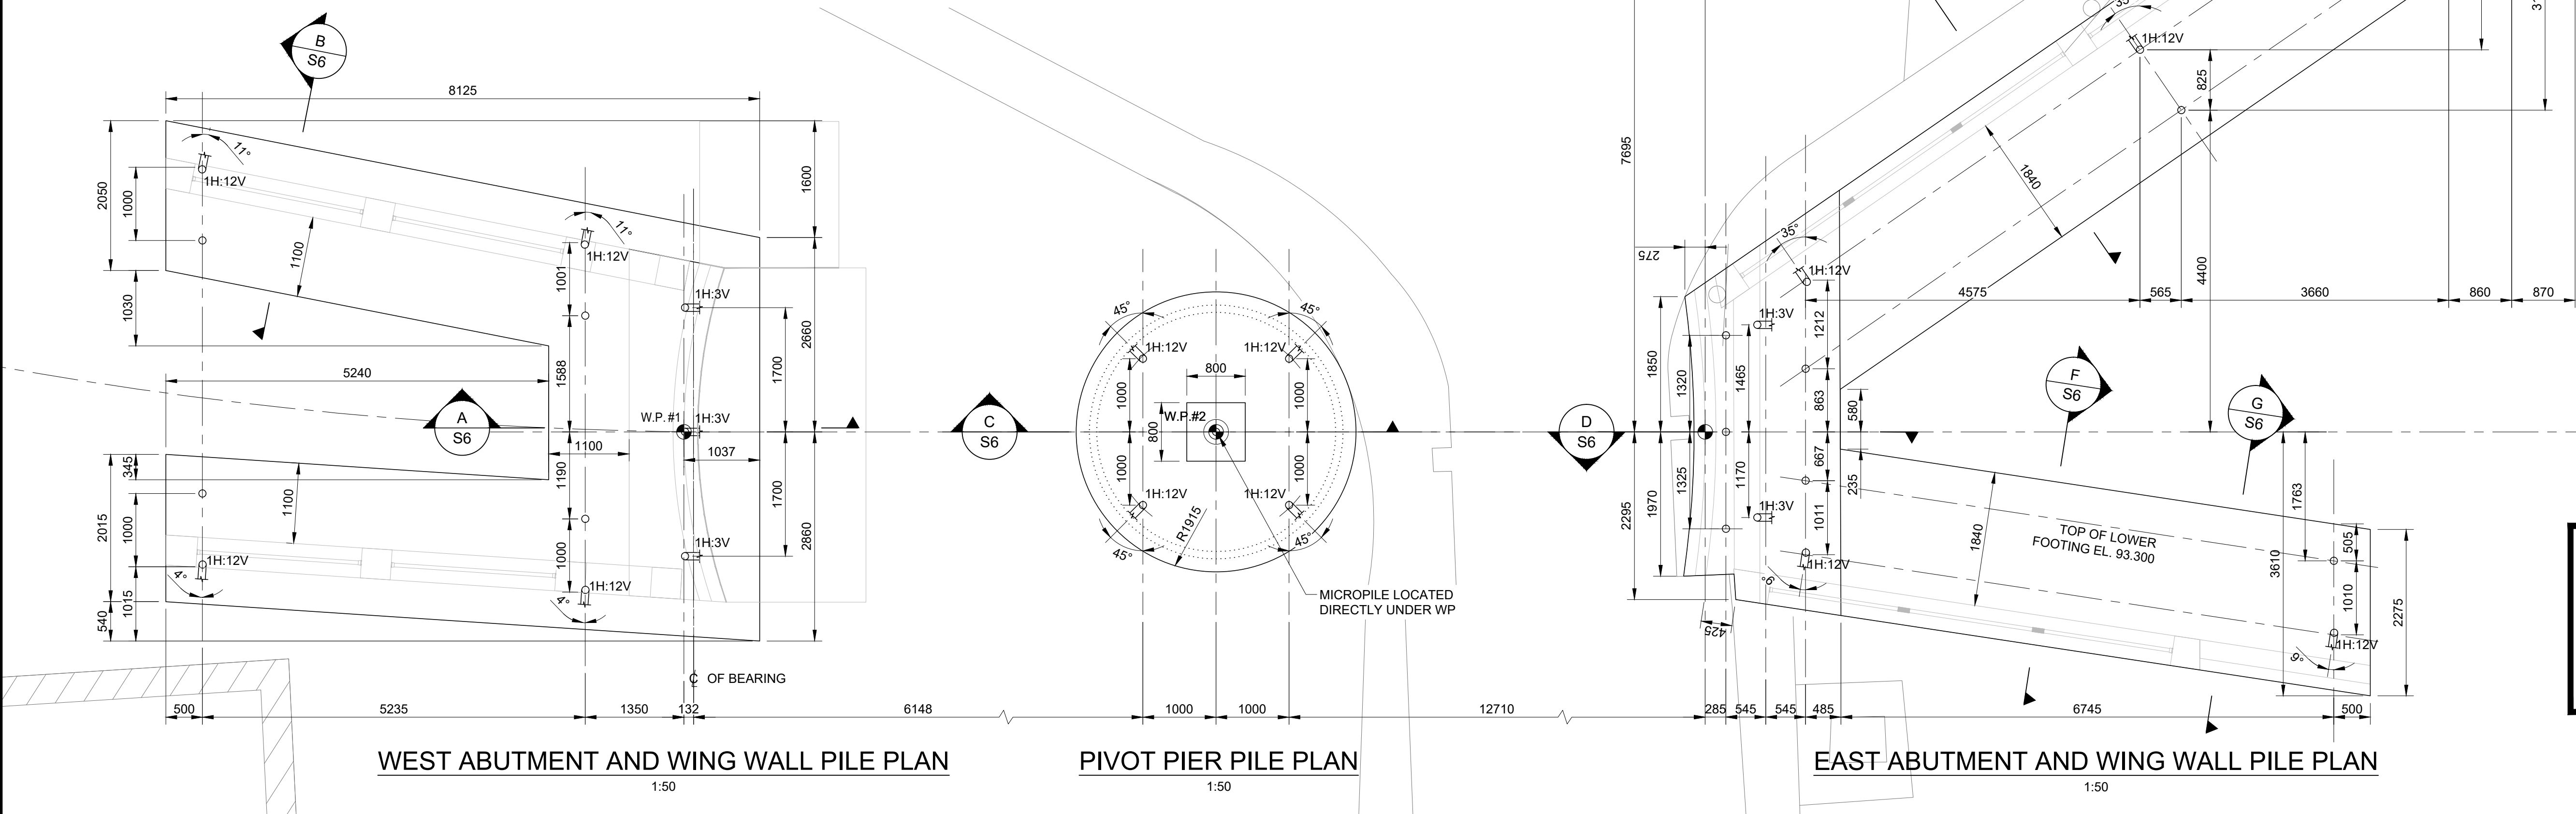 B
S6
8125
11°
1H:12V
2050
1000
1030
1100
11°
1H:12V
1001
1588
1600
2660
1H:3V
1700
5240
A
S6
W.P. #1
1H:3V
1100
1037
345
1190
1100
2015
1000
1H:12V
4°
1015
540
1000
1H:12V
4°
1H:3V
1700
2860
℄ OF BEARING
500
5235
1350
132
6148
WEST ABUTMENT AND WING WALL PILE PLAN
1:50
C
S6
45°
45°
1H:12V
1H:12V
1000
800
1000
W.P.#2
800
1000
1000
1H:12V
1H:12V
R1915
45°
45°
MICROPILE LOCATED
DIRECTLY UNDER WP
1000
1000
12710
PIVOT PIER PILE PLAN
1:50
D
S6
7695
275
35°
1H:12V
1H:12V
825
1840
35°
4400
4575
565
3660
860
870
1H:3V
1212
1850
1320
1465
863
580
F
S6
G
S6
1325
1970
2295
1170
667
235
1H:3V
1011
1763
1840
TOP OF LOWER
FOOTING EL. 93.300
505
3610
1010
2275
1H:12V
9°
425
1H:12V
9°
285
545
545
485
6745
500
EAST ABUTMENT AND WING WALL PILE PLAN
1:50